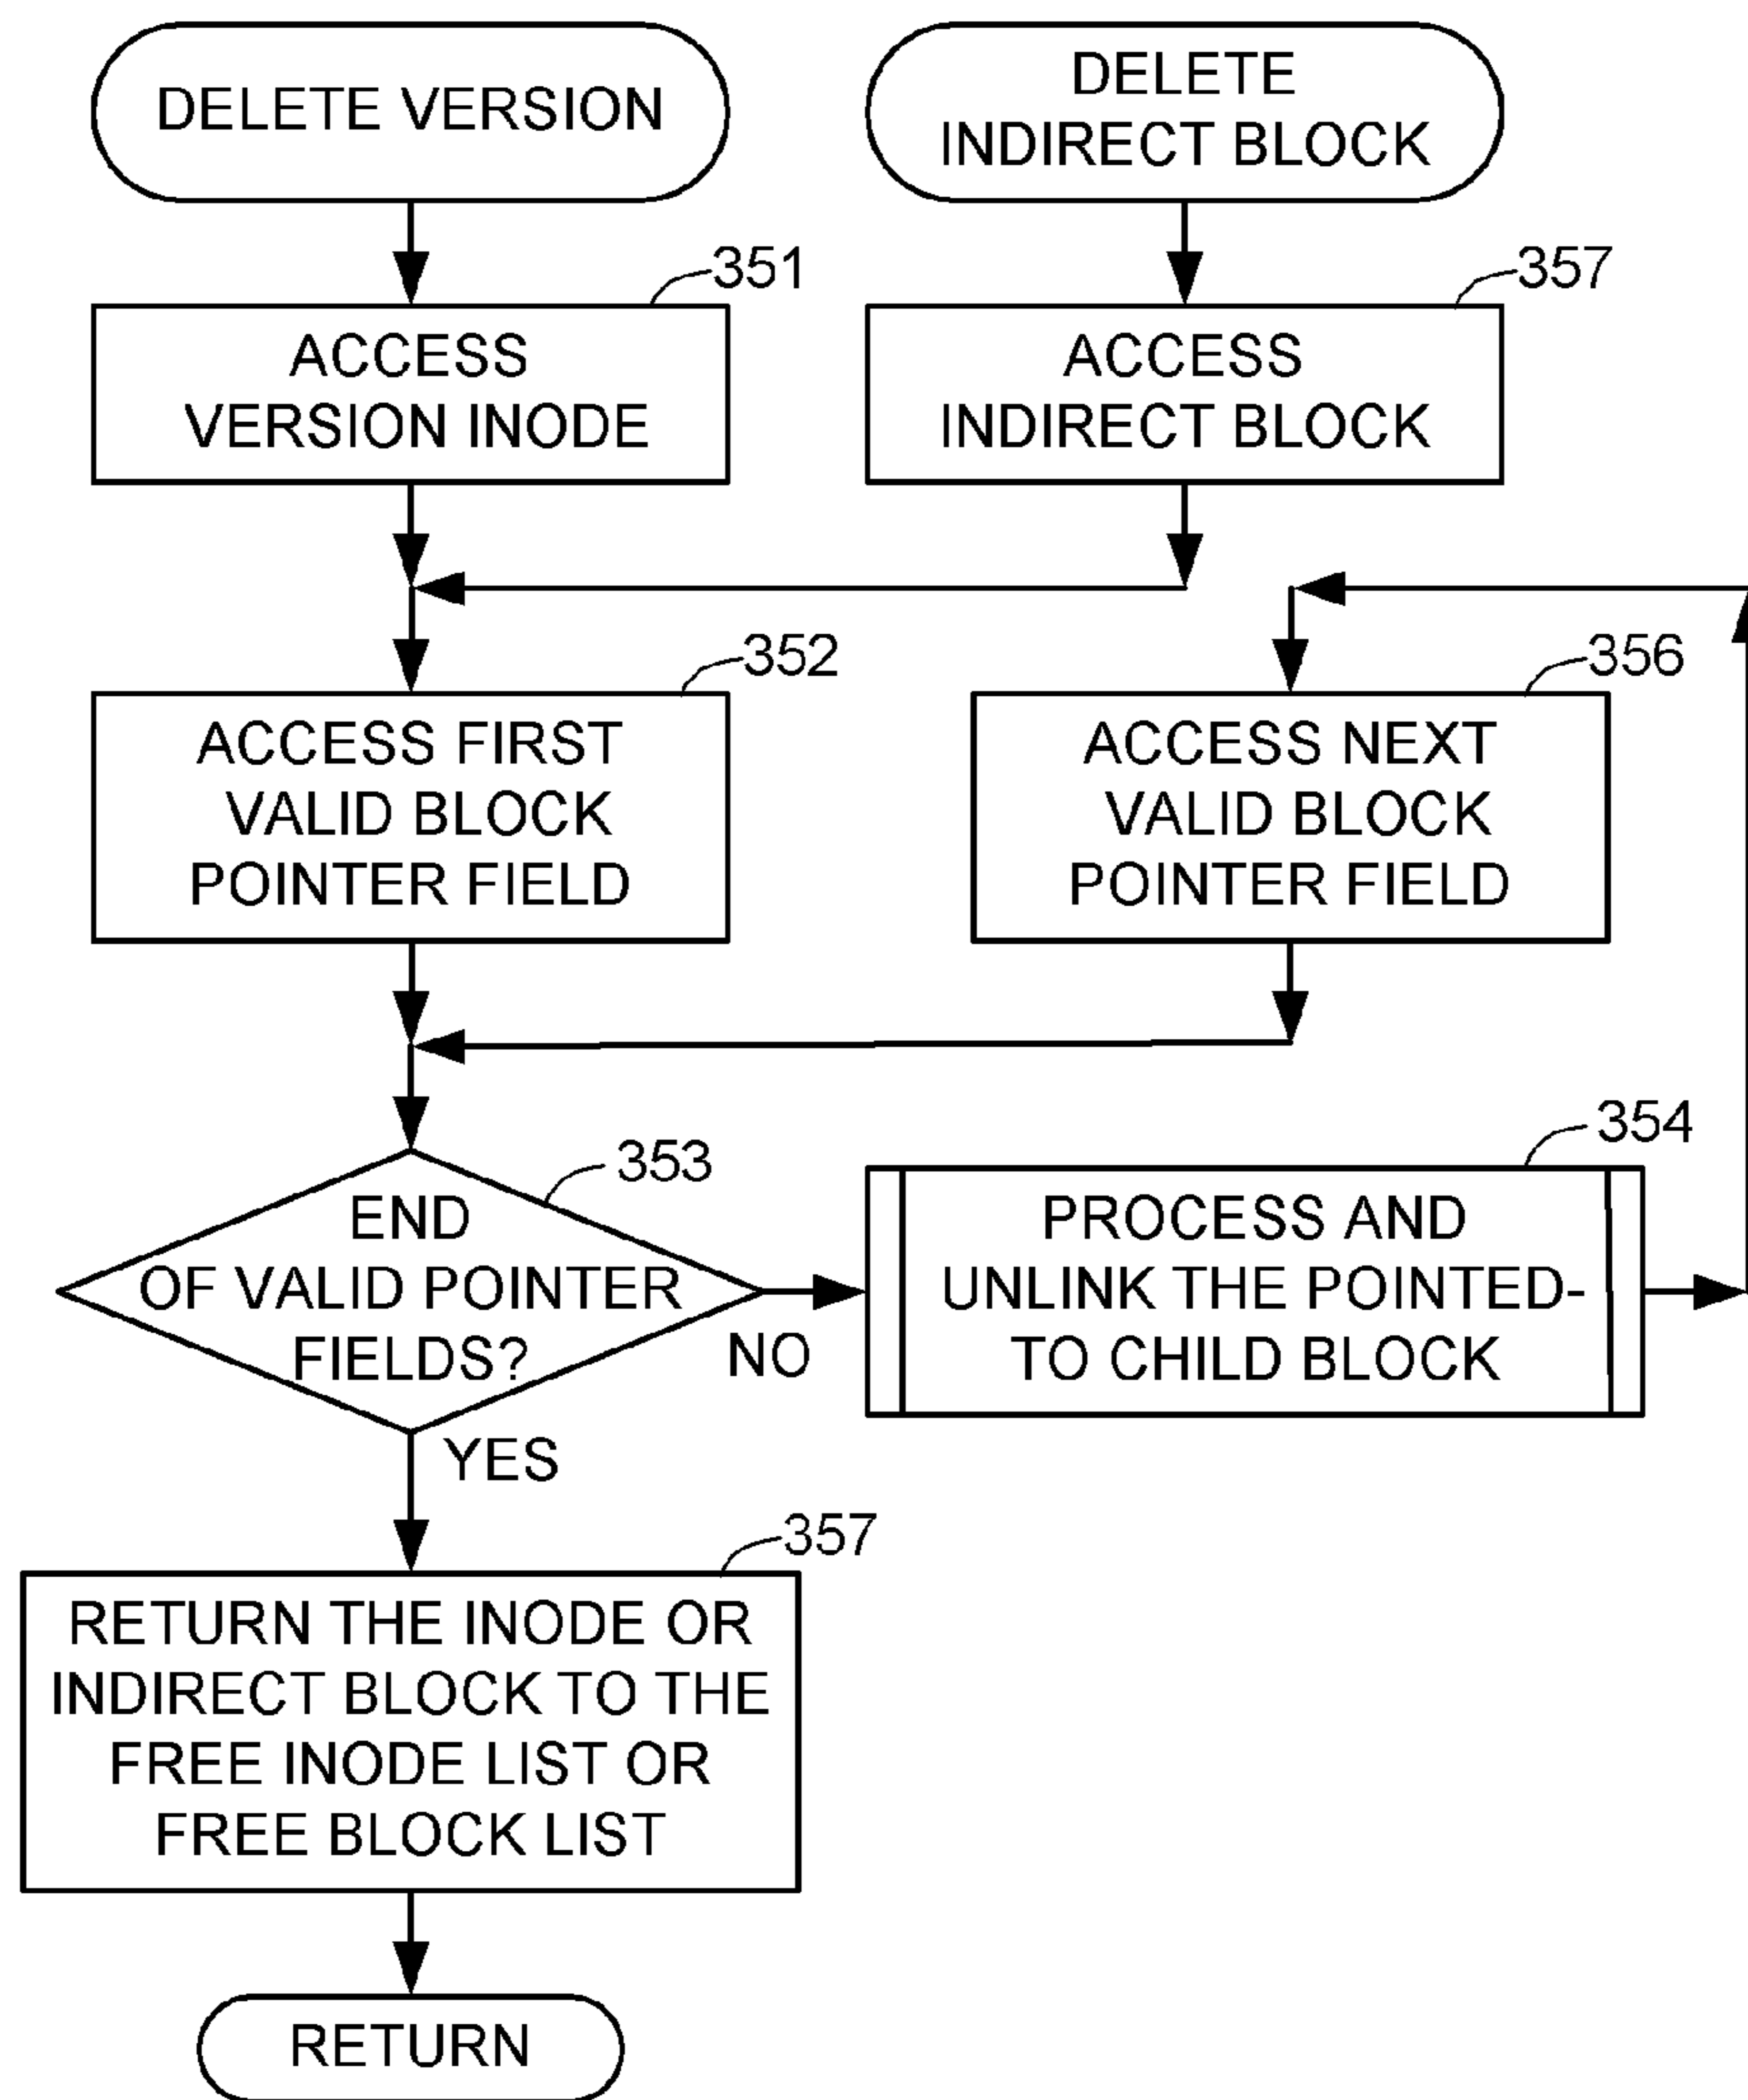 DELETE VERSION
DELETE
INDIRECT BLOCK
351
357
ACCESS
VERSION INODE
ACCESS
INDIRECT BLOCK
352
356
ACCESS FIRST
VALID BLOCK
POINTER FIELD
ACCESS NEXT
VALID BLOCK
POINTER FIELD
353
354
END
OF VALID POINTER
FIELDS?
NO
PROCESS AND
UNLINK THE POINTED-
TO CHILD BLOCK
YES
357
RETURN THE INODE OR
INDIRECT BLOCK TO THE
FREE INODE LIST OR
FREE BLOCK LIST
RETURN